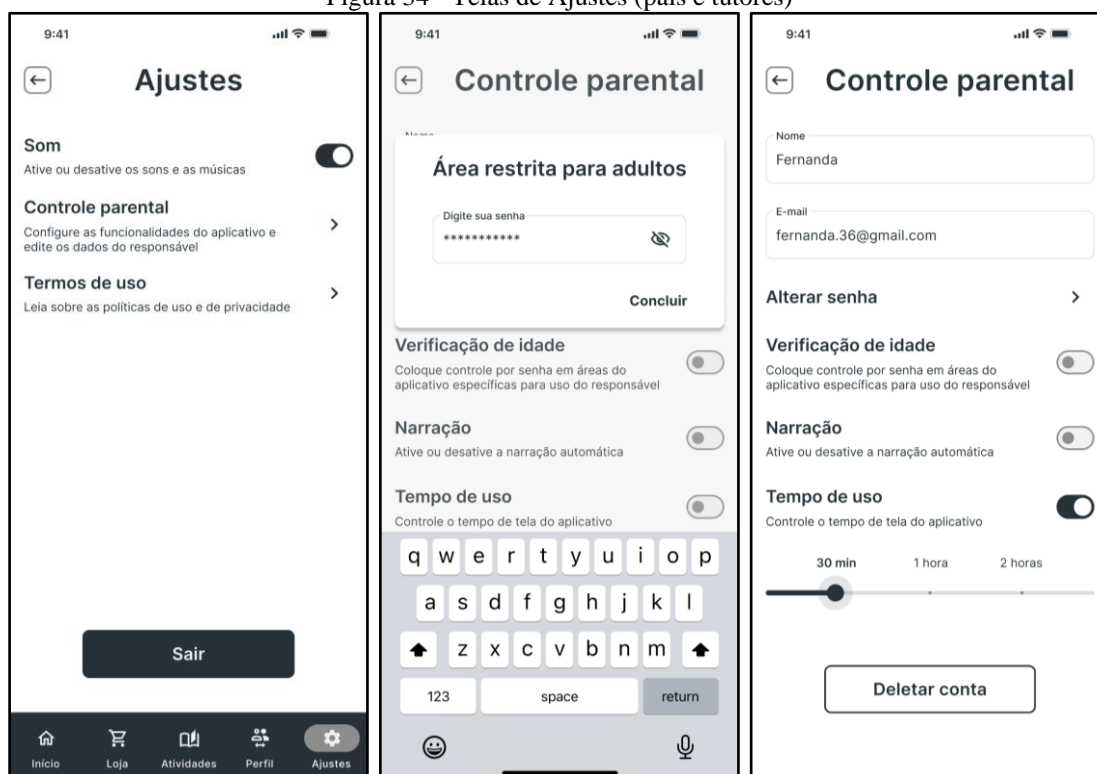 Figura 34 - Telas de Ajustes (pais e tutores)
9:41
Ajustes
Som
Ative ou desative os sons e as músicas
Controle parental
Configure as funcionalidades do aplicativo e
edite os dados do responsável
Termos de uso
Leia sobre as políticas de uso e de privacidade
Sair
Início
Loja
Atividades
Perfil
Ajustes
9:41
Controle parental
Nome
Área restrita para adultos
Digite sua senha
***********
Concluir
Verificação de idade
Coloque controle por senha em áreas do
aplicativo específicas para uso do responsável
Narração
Ative ou desative a narração automática
Tempo de uso
Controle o tempo de tela do aplicativo
q w e r t y u i o p
a s d f g h j k l
z x c v b n m
123 space return
9:41
Controle parental
Nome
Fernanda
E-mail
fernanda.36@gmail.com
Alterar senha
Verificação de idade
Coloque controle por senha em áreas do
aplicativo específicas para uso do responsável
Narração
Ative ou desative a narração automática
Tempo de uso
Controle o tempo de tela do aplicativo
30 min 1 hora 2 horas
Deletar conta